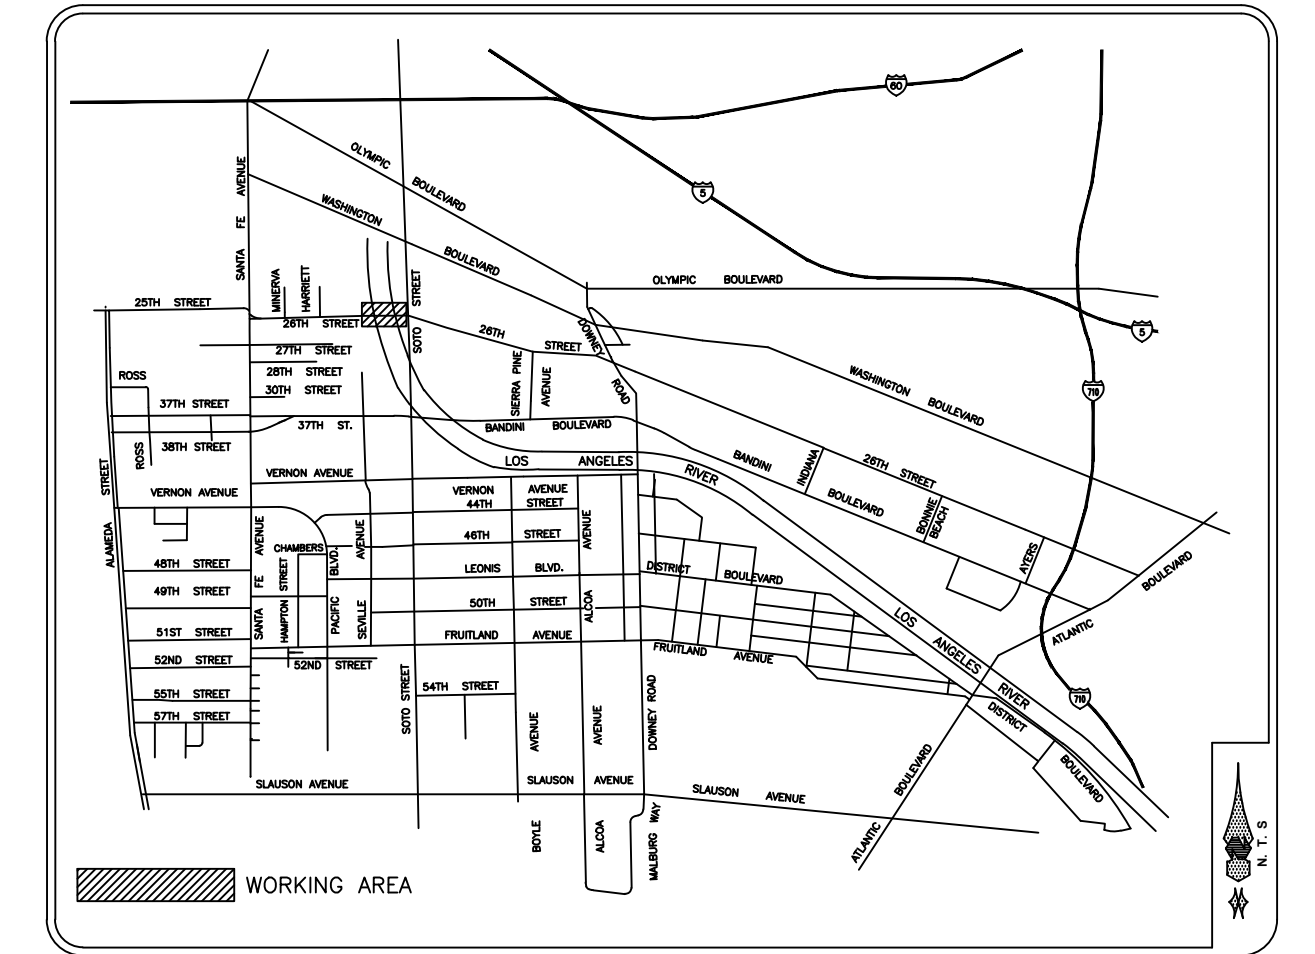 60
OLYMPIC BOULEVARD
SANTA FE AVENUE
WASHINGTON BOULEVARD
5
OLYMPIC BOULEVARD
MINERVA
HARRIETT
SOTO STREET
25TH STREET
26TH STREET
26TH STREET
DOWNEY ROAD
5
27TH STREET
28TH STREET
30TH STREET
SIERRA PINE AVENUE
WASHINGTON BOULEVARD
710
ROSS
37TH STREET
37TH ST.
BANDINI BOULEVARD
38TH STREET
ROSS
LOS ANGELES RIVER
BANDINI BOULEVARD
INDIANA
26TH STREET
BONNIE BEACH
AYERS
VERNON AVENUE
VERNON AVENUE
VERNON AVENUE
44TH STREET
ALAMEDA STREET
SANTA FE AVENUE
46TH STREET
CHAMBERS
HAMPTON STREET
PACIFIC BLVD.
SEVILLE AVENUE
ALCOA AVENUE
48TH STREET
LEONIS BLVD.
DISTRICT BOULEVARD
49TH STREET
50TH STREET
51ST STREET
FRUITLAND AVENUE
FRUITLAND AVENUE
LOS ANGELES RIVER
ATLANTIC BOULEVARD
52ND STREET
52ND STREET
54TH STREET
55TH STREET
57TH STREET
SOTO STREET
BOYLE AVENUE
ALCOA AVENUE
DOWNEY ROAD
710
DISTRICT BOULEVARD
ATLANTIC BOULEVARD
SLAUSON AVENUE
SLAUSON AVENUE
SLAUSON AVENUE
MALBURG WAY
N. T. S
WORKING AREA